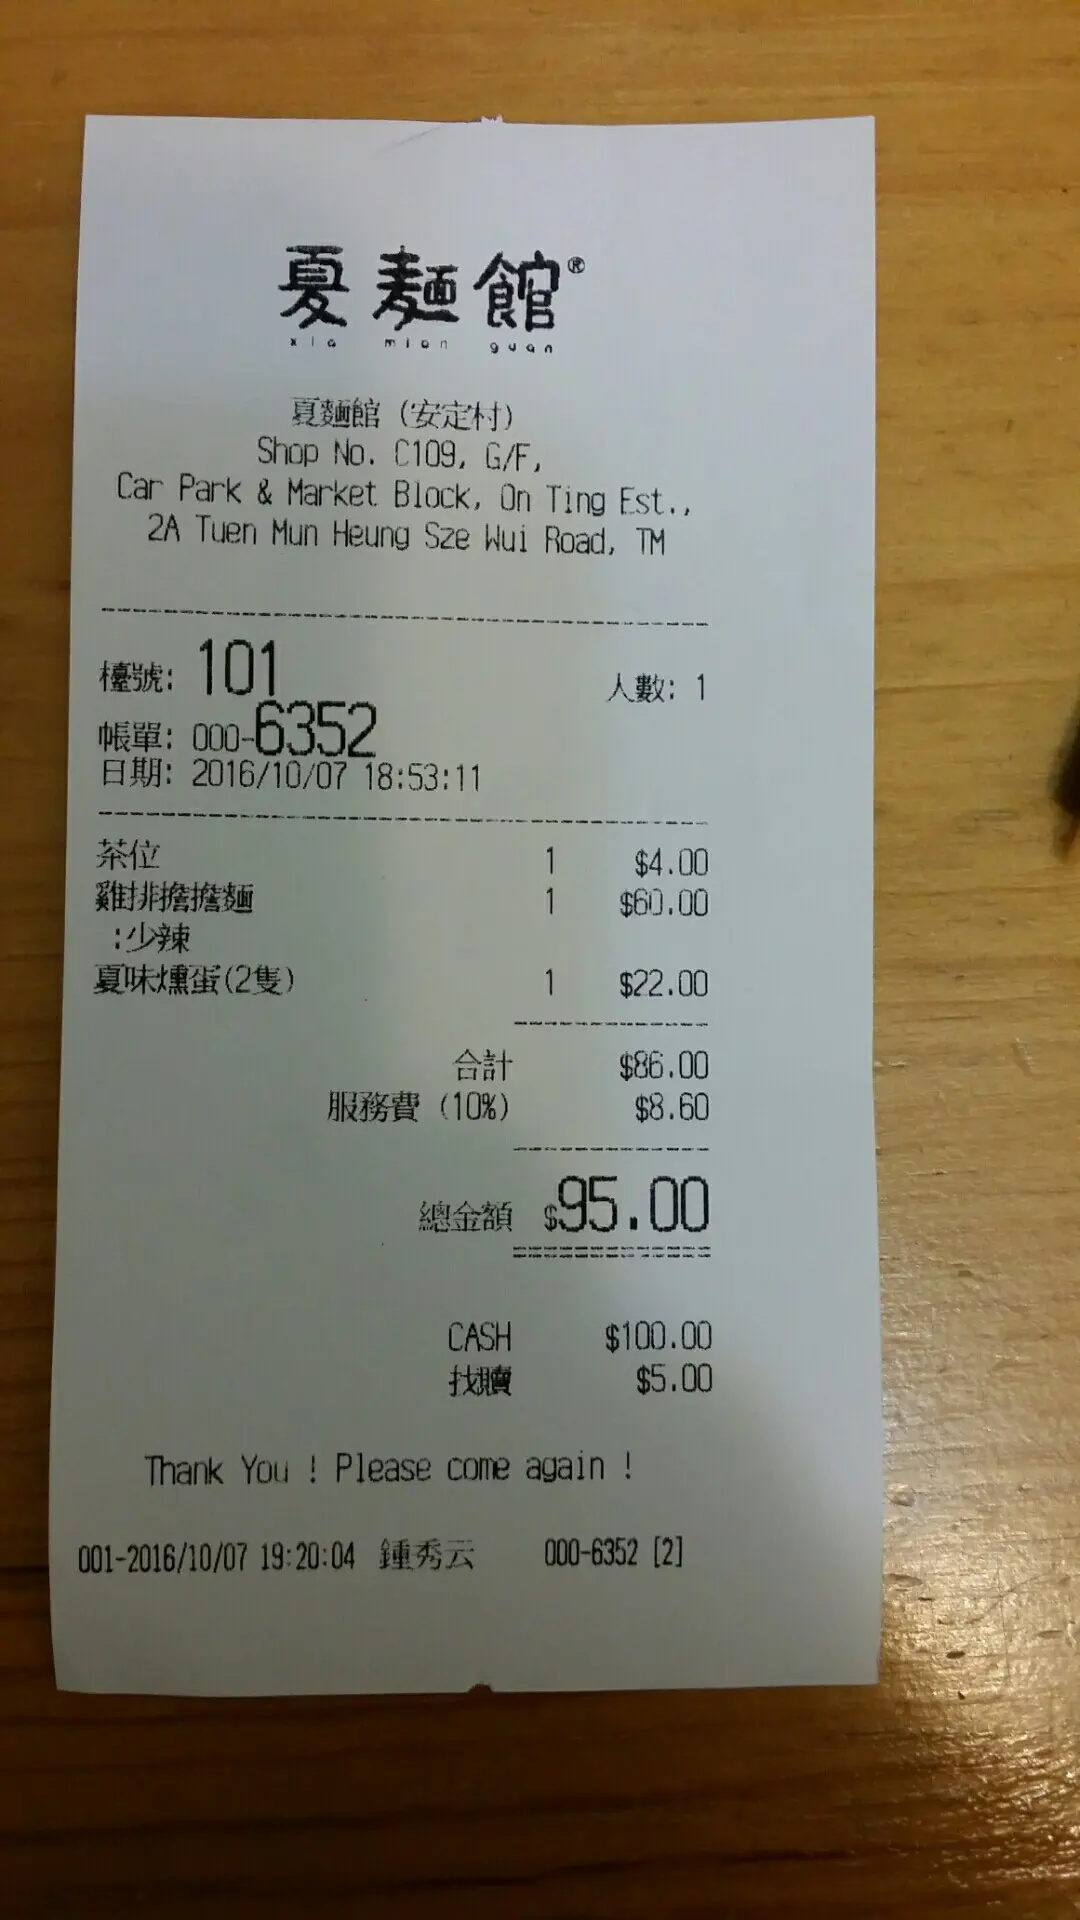 夏麵館®
xia mian guan
夏麵館 (安定村)
Shop No. C109, G/F,
Car Park & Market Block, On Ting Est.,
2A Tuen Mun Heung Sze Wui Road, TM
檯號: 101 人數: 1
帳單: 000-6352
日期: 2016/10/07 18:53:11
茶位 1 $4.00
雞排擔擔麵 1 $60.00
:少辣
夏味燻蛋(2隻) 1 $22.00
合計 $86.00
服務費 (10%) $8.60
總金額 $95.00
CASH $100.00
找贖 $5.00
Thank You ! Please come again !
001-2016/10/07 19:20:04 鍾秀云 000-6352 [2]